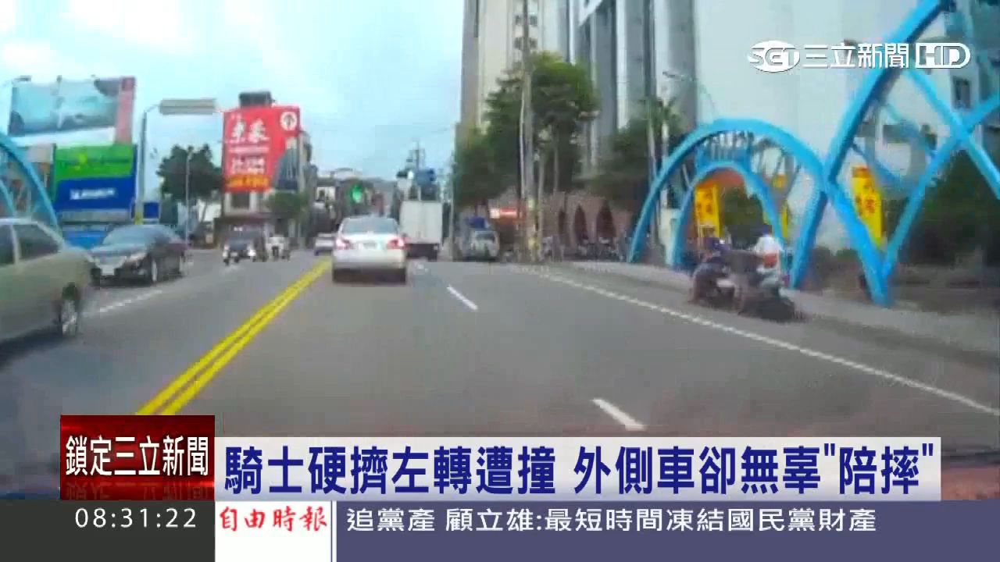 SET三立新聞HD
東森
鎖定三立新聞
騎士硬擠左轉遭撞 外側車卻無辜"陪摔"
08:31:22
自由時報
追黨產 顧立雄:最短時間凍結國民黨財產